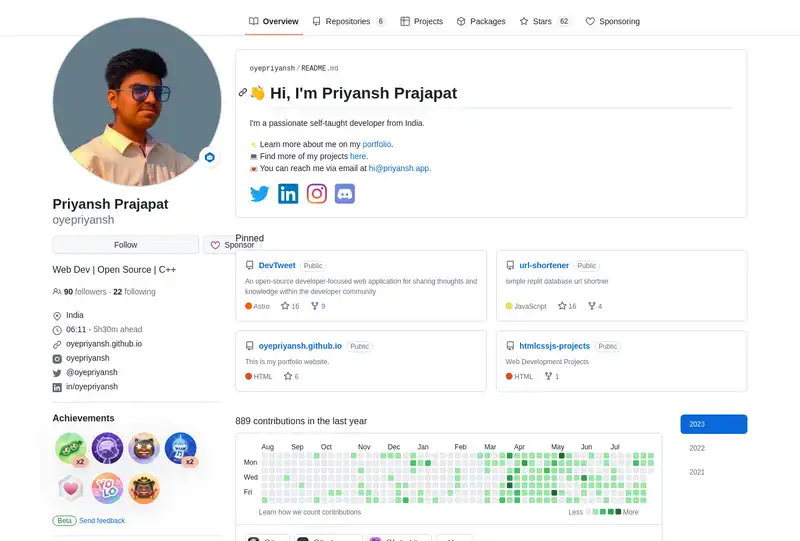 Overview
Repositories 6
Projects
Packages
Stars 62
Sponsoring
oyepriyansh/README.md
👋 Hi, I'm Priyansh Prajapat
I'm a passionate self-taught developer from India.
Learn more about me on my portfolio.
💻 Find more of my projects here.
💌 You can reach me via email at hi@priyansh.app.
Priyansh Prajapat
oyepriyansh
Follow
Sponsor
Web Dev | Open Source | C++
90 followers · 22 following
India
06:11 - 5h30m ahead
oyepriyansh.github.io
oyepriyansh
@oyepriyansh
in/oyepriyansh
Achievements
x2
x2
YOLO
Beta Send feedback
Pinned
DevTweet Public
An open-source developer-focused web application for sharing thoughts and
knowledge within the developer community
Astro 16 9
url-shortener Public
simple replit database url shortner
JavaScript 16 4
oyepriyansh.github.io Public
This is my portfolio website.
HTML 6
htmlcssjs-projects Public
Web Development Projects
HTML 1
889 contributions in the last year
2023
2022
2021
Aug Sep Oct Nov Dec Jan Feb Mar Apr May Jun Jul
Mon
Wed
Fri
Learn how we count contributions
Less More